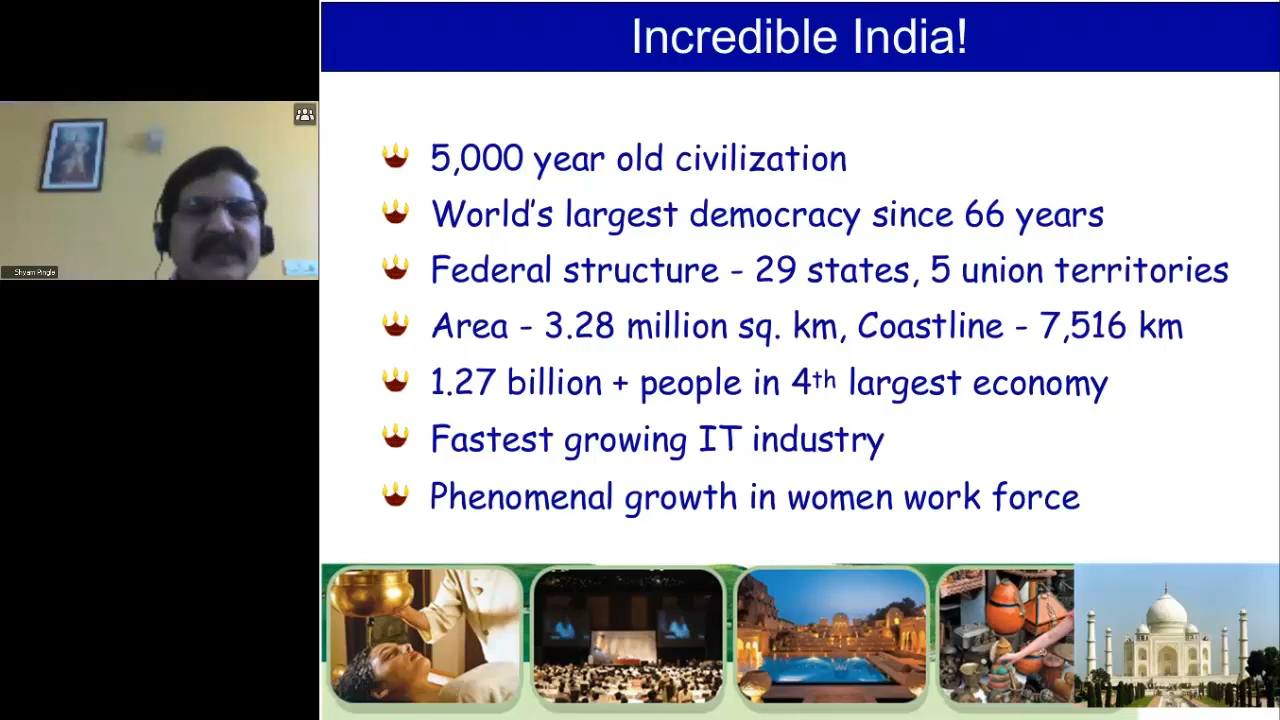 Incredible India!
5,000 year old civilization
World's largest democracy since 66 years
Federal structure - 29 states, 5 union territories
Area - 3.28 million sq. km, Coastline - 7,516 km
1.27 billion + people in 4th largest economy
Fastest growing IT industry
Phenomenal growth in women work force
Shyam Pingle